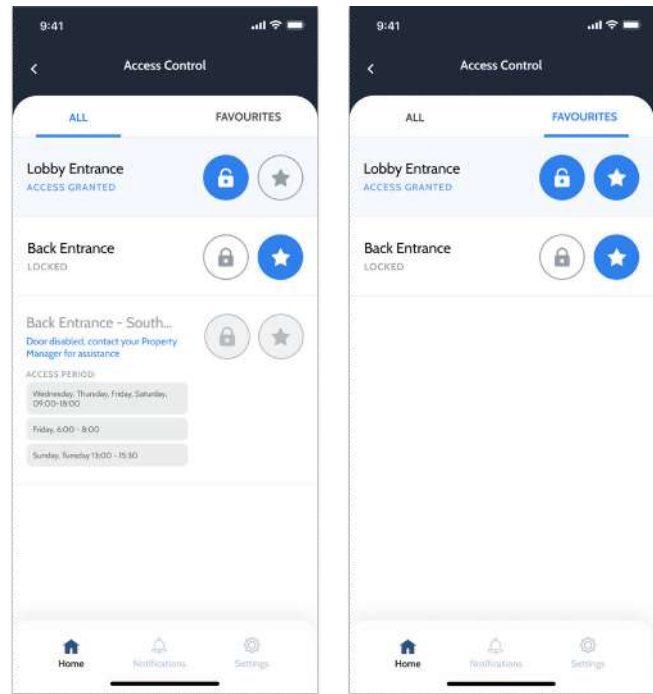 9:41
Access Control
ALL FAVOURITES
Lobby Entrance
ACCESS GRANTED
Back Entrance
LOCKED
Back Entrance - South...
Door disabled, contact your Property
Manager for assistance
ACCESS PERIOD:
Wednesday, Thursday, Friday, Saturday,
09:00-18:00
Friday, 6:00 - 8:00
Sunday, Tuesday 13:00 - 15:30
Home Notifications Settings
9:41
Access Control
ALL FAVOURITES
Lobby Entrance
ACCESS GRANTED
Back Entrance
LOCKED
Home Notifications Settings